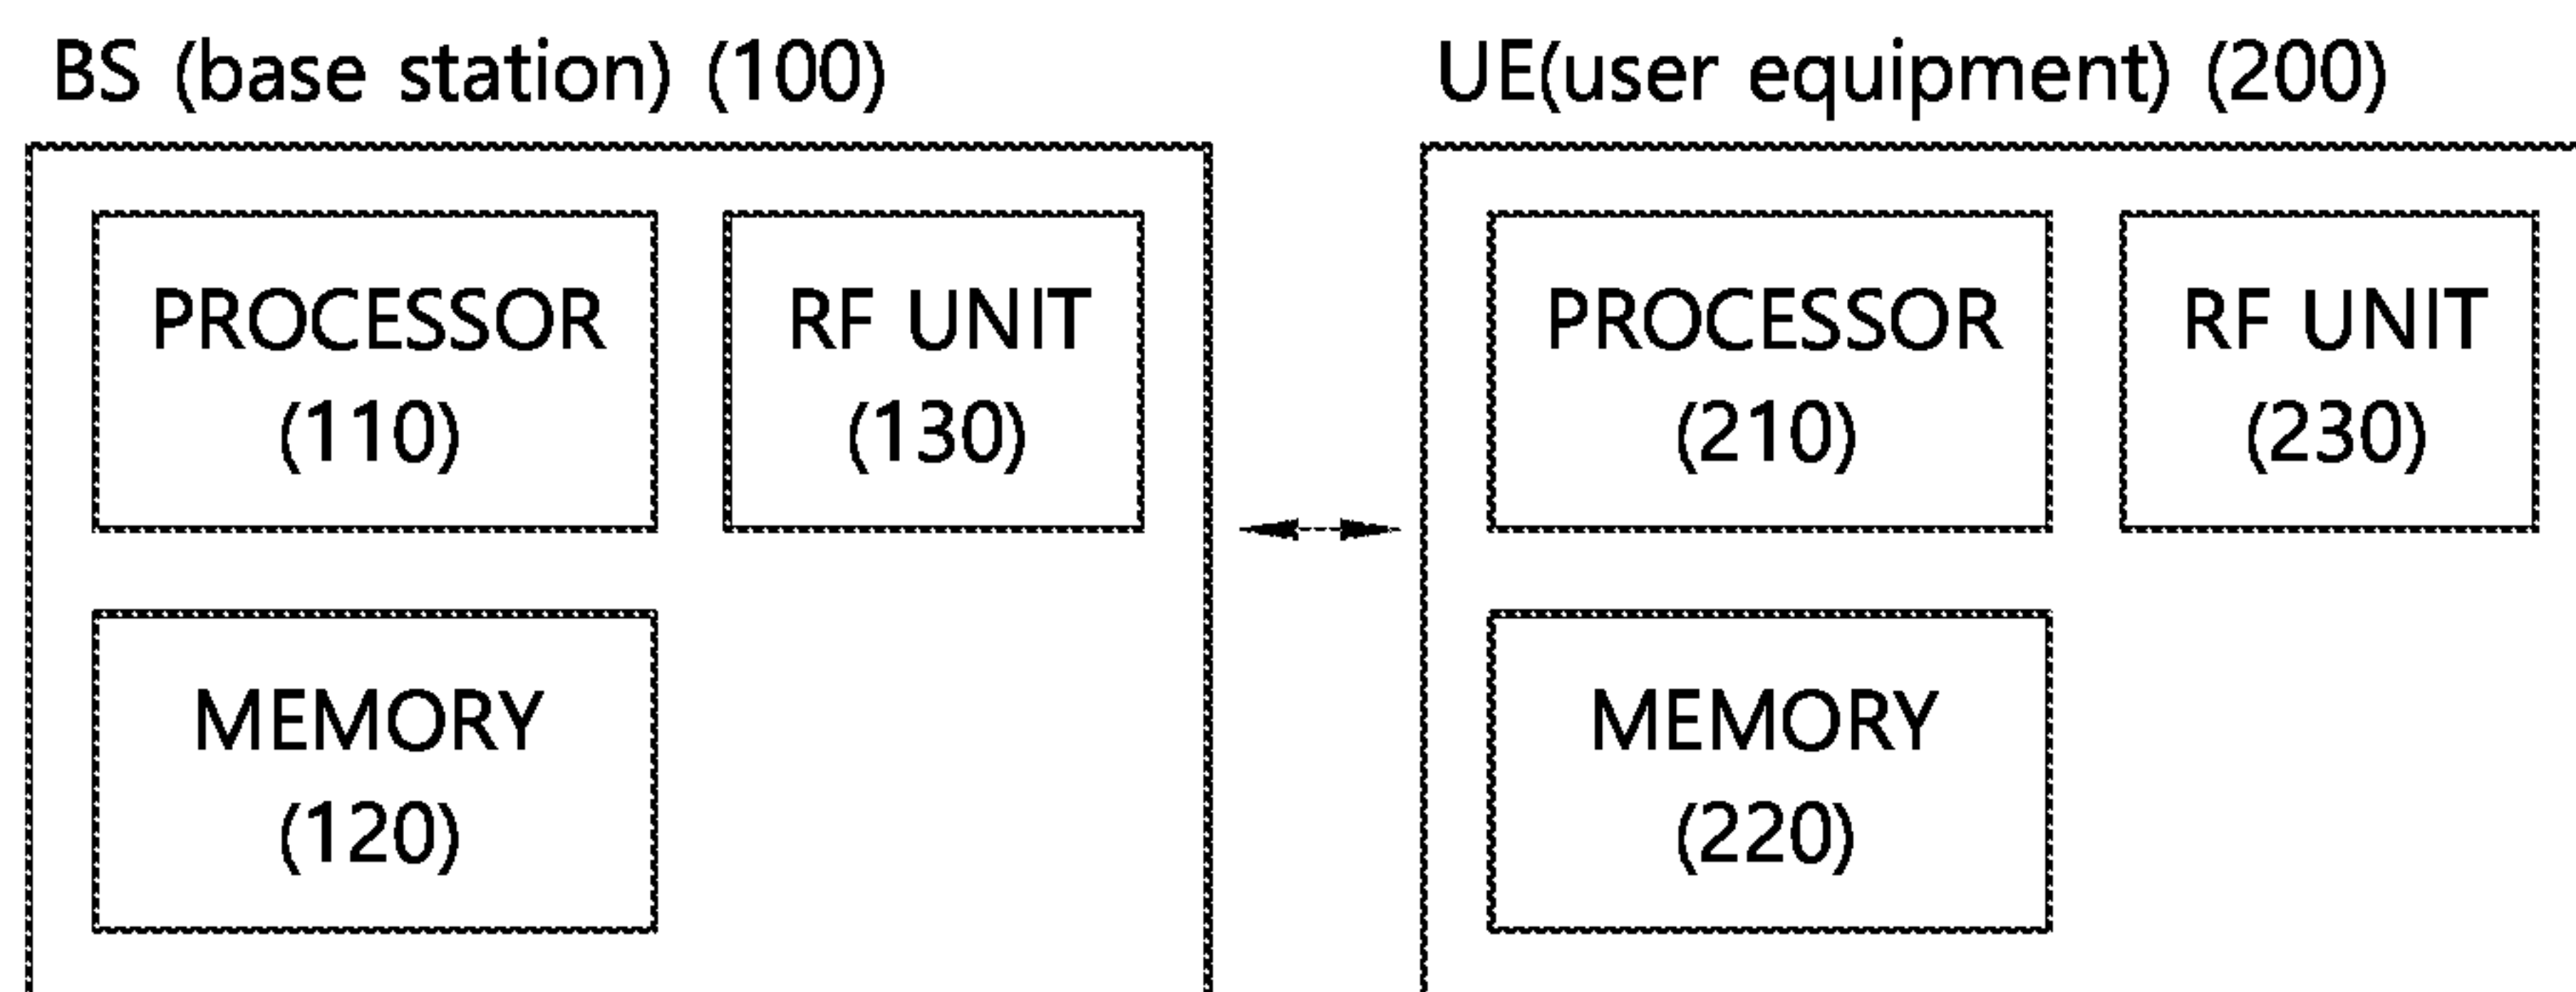 BS (base station) (100)
PROCESSOR
(110)
RF UNIT
(130)
MEMORY
(120)
UE(user equipment) (200)
PROCESSOR
(210)
RF UNIT
(230)
MEMORY
(220)